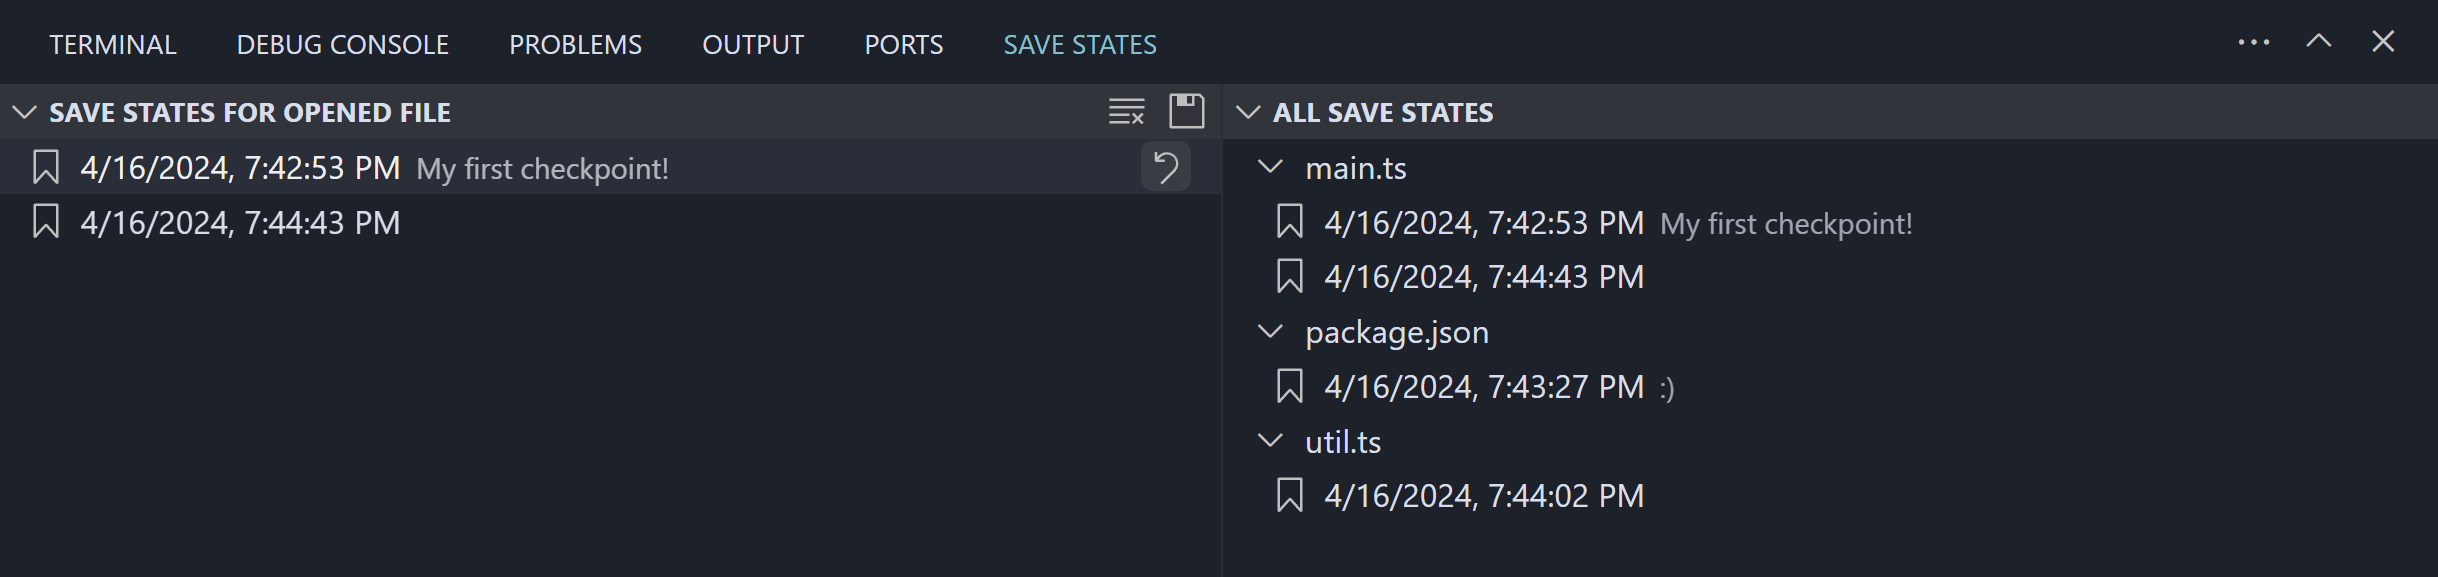 TERMINAL DEBUG CONSOLE PROBLEMS OUTPUT PORTS SAVE STATES
SAVE STATES FOR OPENED FILE
4/16/2024, 7:42:53 PM My first checkpoint!
4/16/2024, 7:44:43 PM
ALL SAVE STATES
main.ts
4/16/2024, 7:42:53 PM My first checkpoint!
4/16/2024, 7:44:43 PM
package.json
4/16/2024, 7:43:27 PM :)
util.ts
4/16/2024, 7:44:02 PM